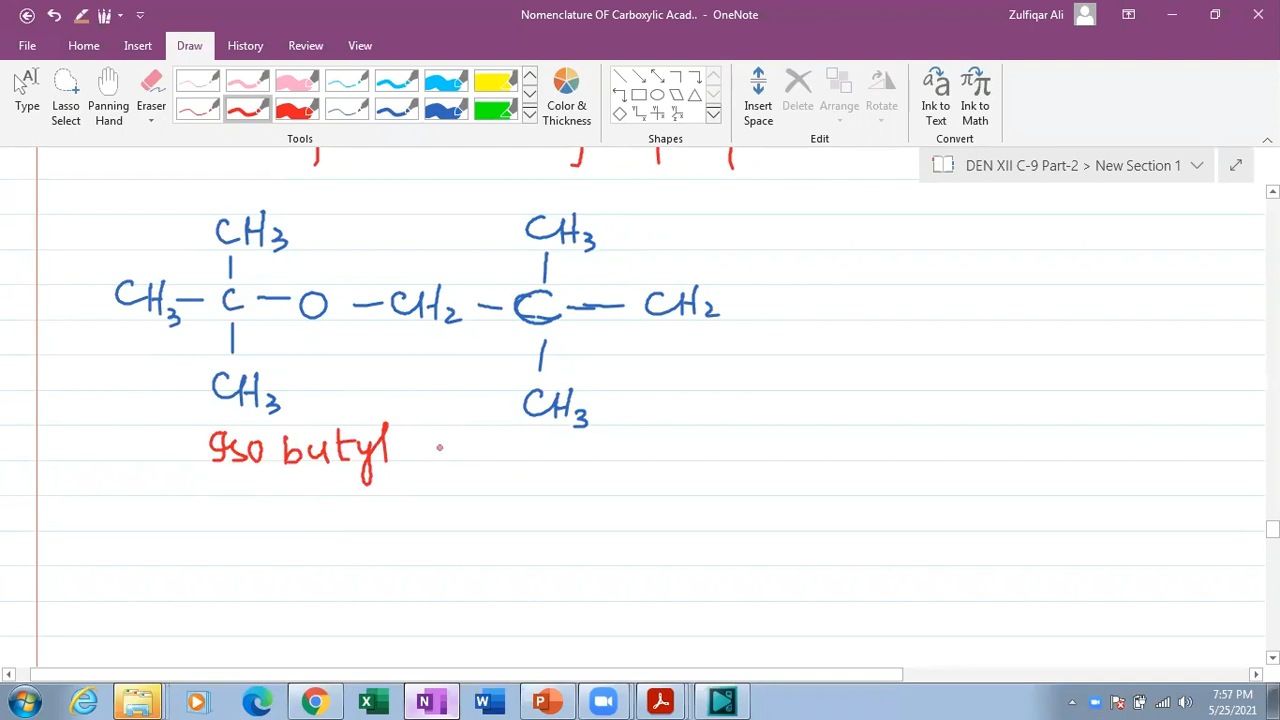 Nomenclature OF Carboxylic Acad.. - OneNote
Zulfiqar Ali
File Home Insert Draw History Review View
Type
Lasso Select
Panning Hand
Eraser
Color & Thickness
Insert Space
Delete
Arrange
Rotate
Ink to Text
Ink to Math
Tools
Shapes
Edit
Convert
DEN XII C-9 Part-2 > New Section 1
CH3 CH3
CH3 — C — O — CH2 — C — CH2
CH3 CH3
Iso butyl
7:57 PM
5/25/2021